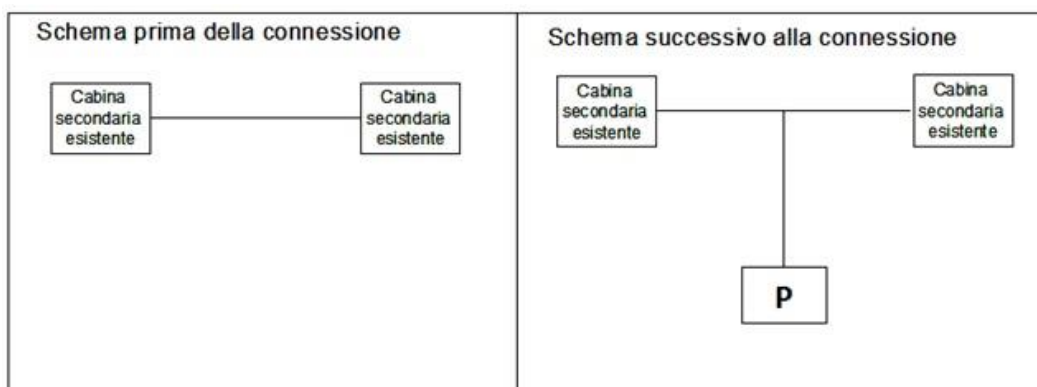 Schema prima della connessione
Cabina
secondaria
esistente
Cabina
secondaria
esistente
Schema successivo alla connessione
Cabina
secondaria
esistente
Cabina
secondaria
esistente
P